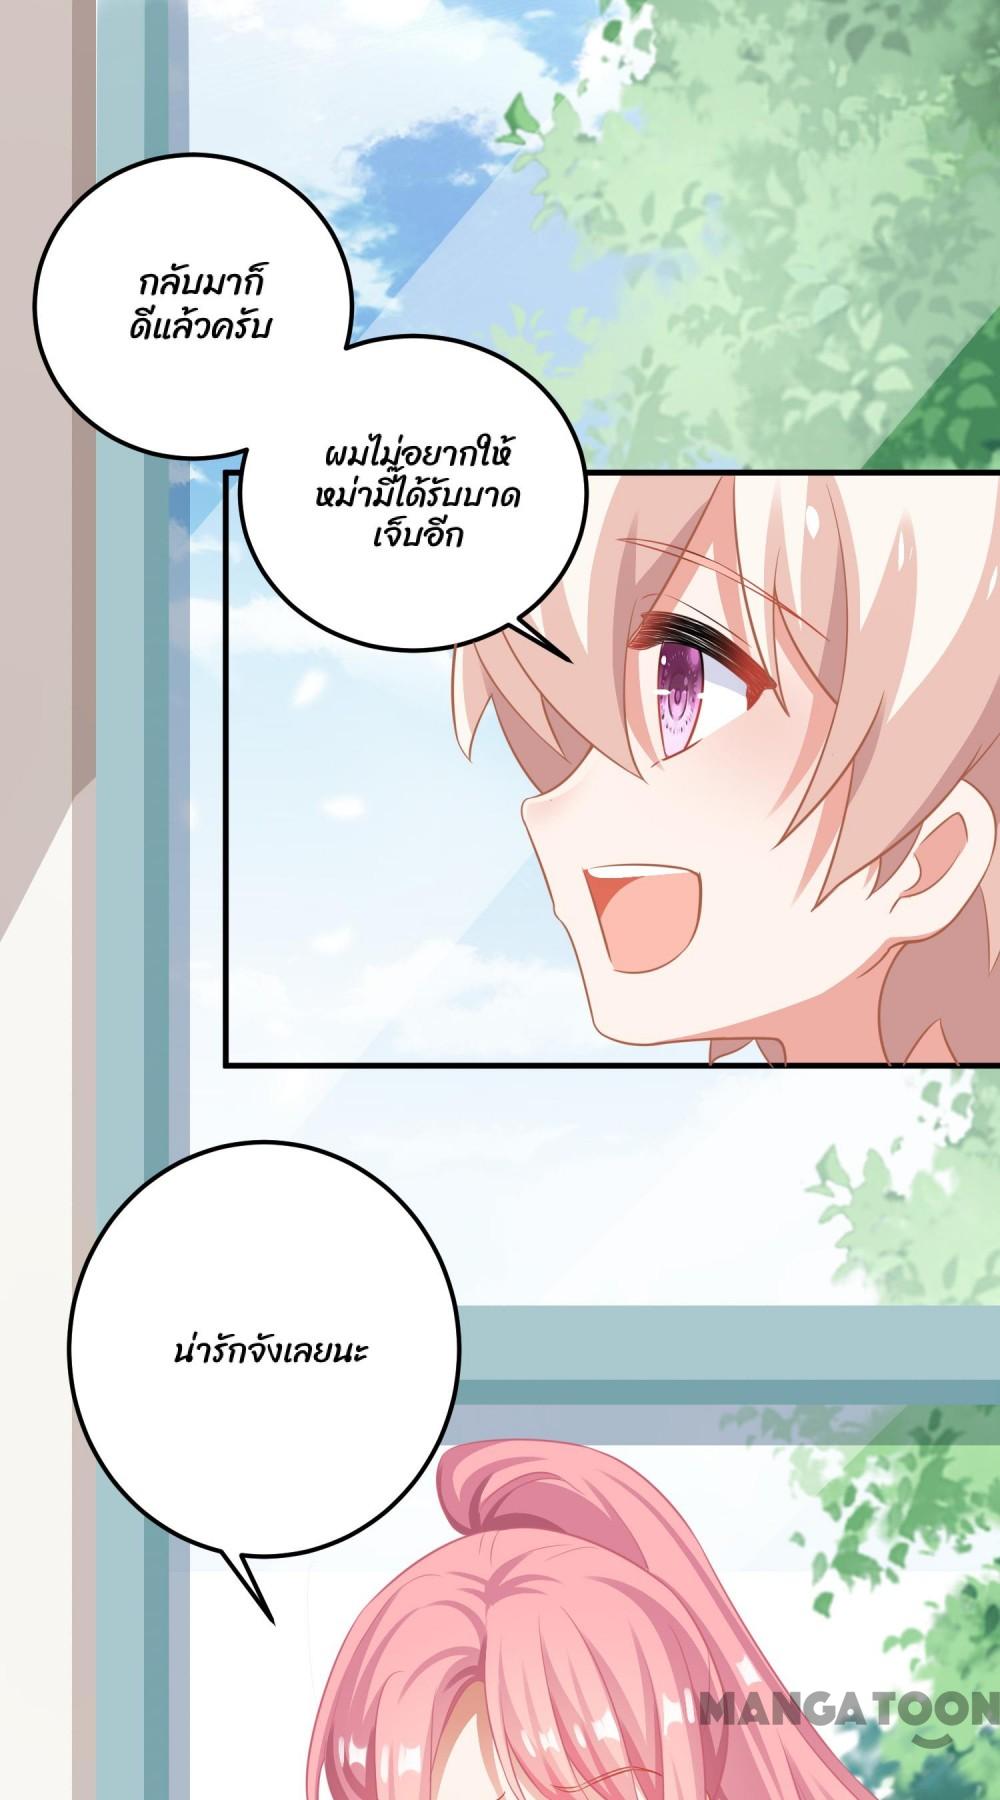 กลับมาก็
ดีแล้วครับ
ผมไม่อยากให้
หม่ามี๊ได้รับบาด
เจ็บอีก
น่ารักจังเลยนะ
MANGATOON